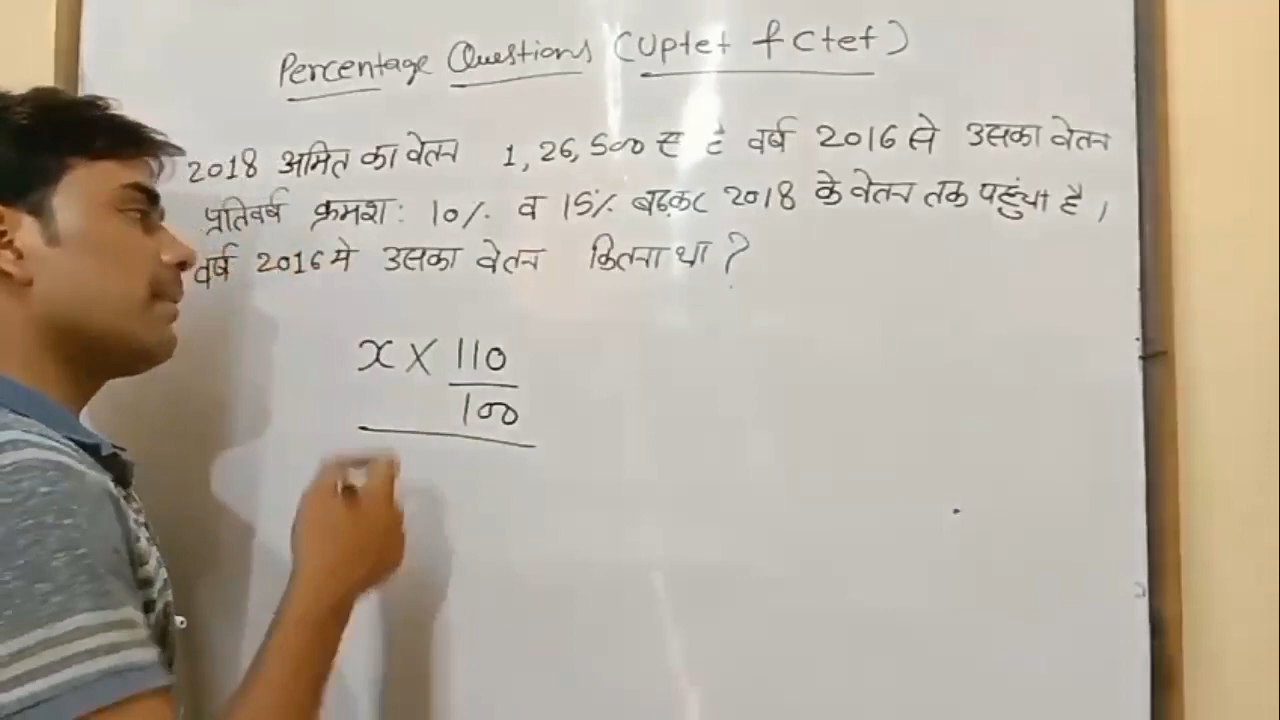 Percentage Questions (Uptet & Ctet)
2018 अमित का वेतन 1,26,500 रु है वर्ष 2016 से उसका वेतन
प्रतिवर्ष क्रमश: 10% व 15% बढ़कर 2018 के वेतन तक पहुंचा है,
वर्ष 2016 मे उसका वेतन कितना था ?
x × 110
100